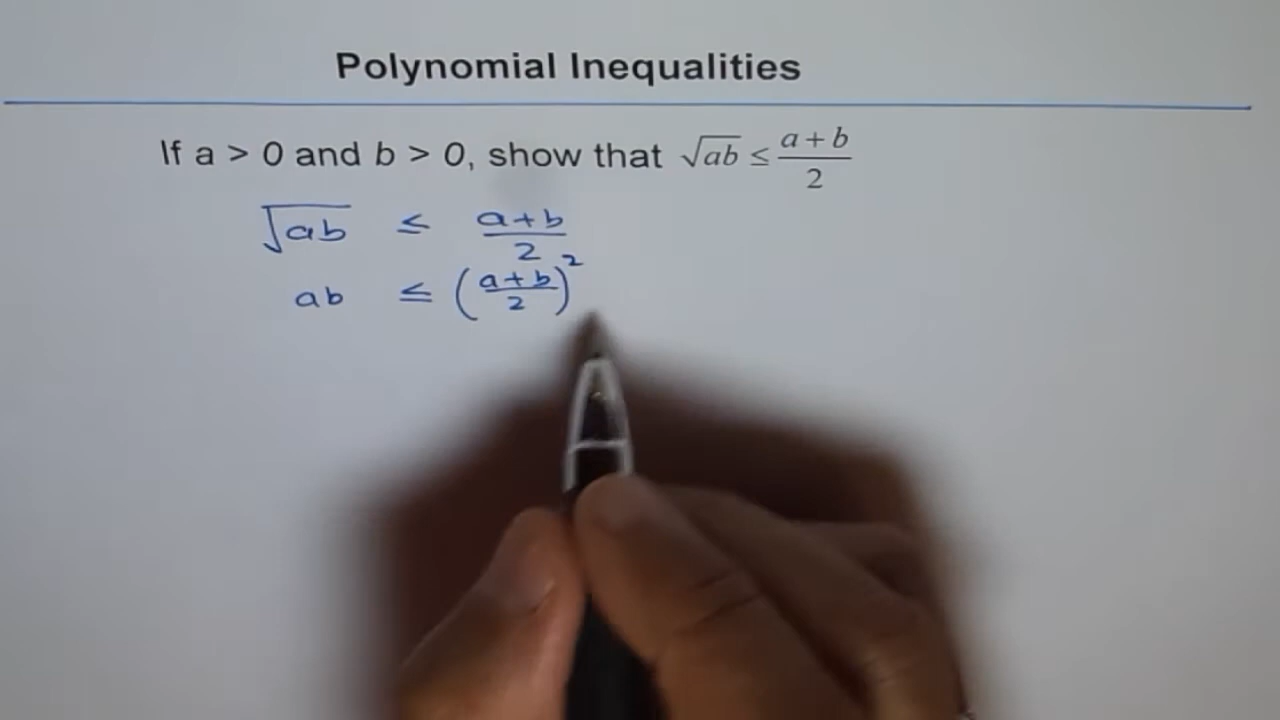 Polynomial Inequalities
If a > 0 and b > 0, show that √ab ≤ (a + b)/2
√ab ≤ (a + b)/2
ab ≤ ((a + b)/2)²